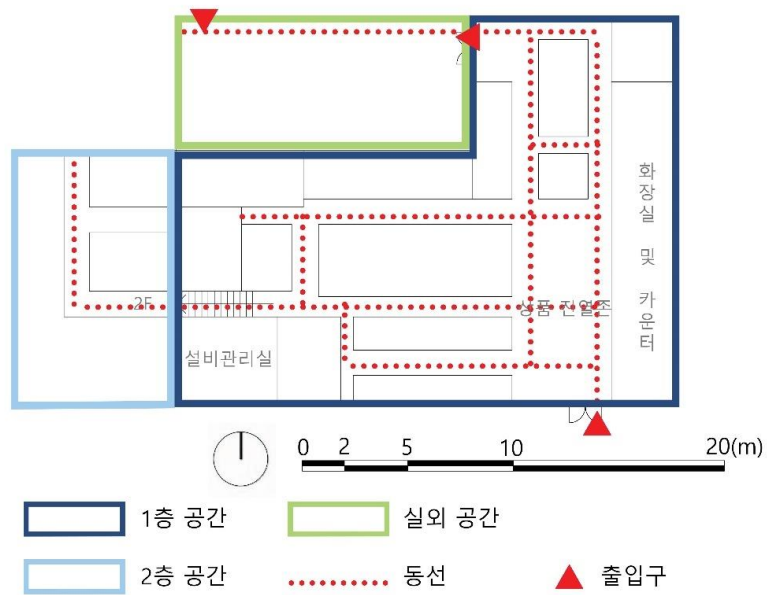 화장실 및 카운터
2F
상품 진열존
설비관리실
0 2 5 10 20(m)
1층 공간
실외 공간
2층 공간
동선
출입구